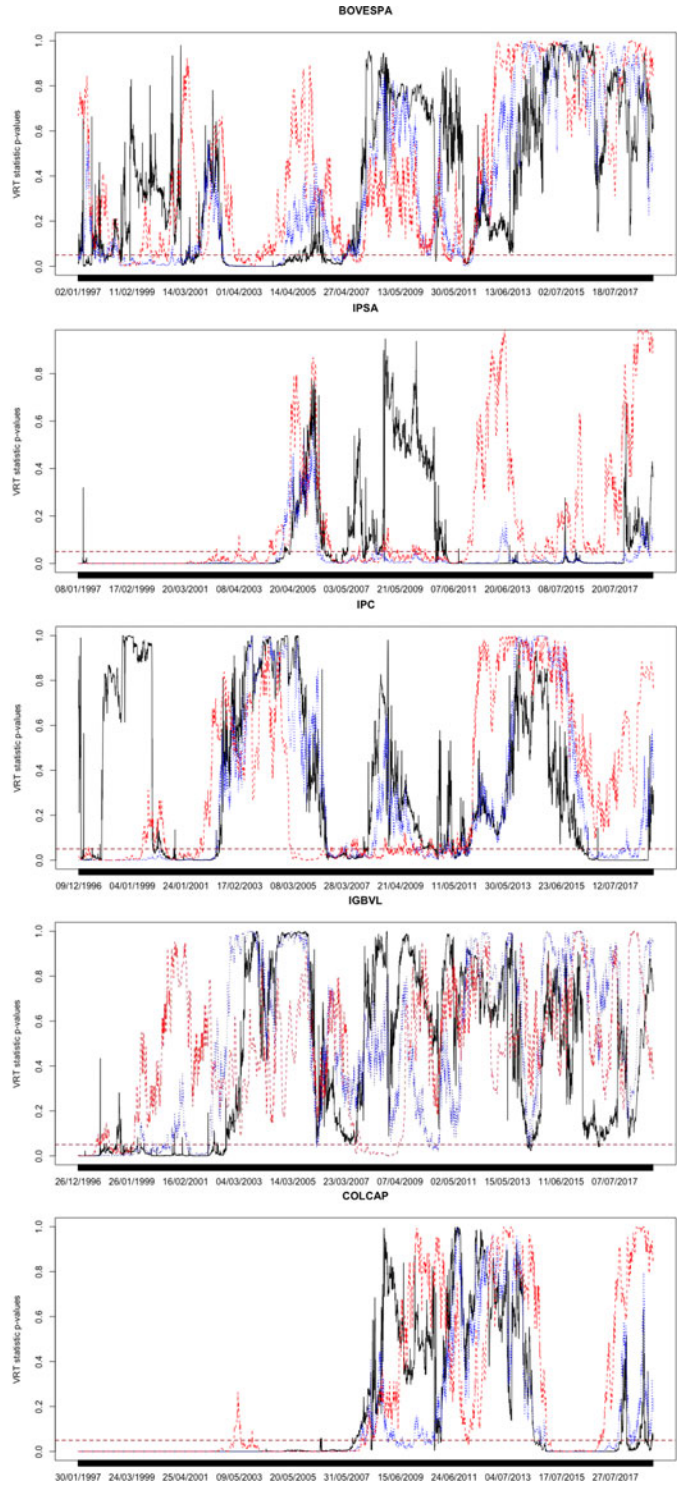 BOVESPA
VRT statistic p-values
1.0
0.8
0.6
0.4
0.2
0.0
02/01/1997 11/02/1999 14/03/2001 01/04/2003 14/04/2005 27/04/2007 13/05/2009 30/05/2011 13/06/2013 02/07/2015 18/07/2017
IPSA
VRT statistic p-values
0.8
0.6
0.4
0.2
0.0
08/01/1997 17/02/1999 20/03/2001 08/04/2003 20/04/2005 03/05/2007 21/05/2009 07/06/2011 20/06/2013 08/07/2015 20/07/2017
IPC
VRT statistic p-values
1.0
0.8
0.6
0.4
0.2
0.0
09/12/1996 04/01/1999 24/01/2001 17/02/2003 08/03/2005 28/03/2007 21/04/2009 11/05/2011 30/05/2013 23/06/2015 12/07/2017
IGBVL
VRT statistic p-values
1.0
0.8
0.6
0.4
0.2
0.0
26/12/1996 26/01/1999 16/02/2001 04/03/2003 14/03/2005 23/03/2007 07/04/2009 02/05/2011 15/05/2013 11/06/2015 07/07/2017
COLCAP
VRT statistic p-values
1.0
0.8
0.6
0.4
0.2
0.0
30/01/1997 24/03/1999 25/04/2001 09/05/2003 20/05/2005 31/05/2007 15/06/2009 24/06/2011 04/07/2013 17/07/2015 27/07/2017